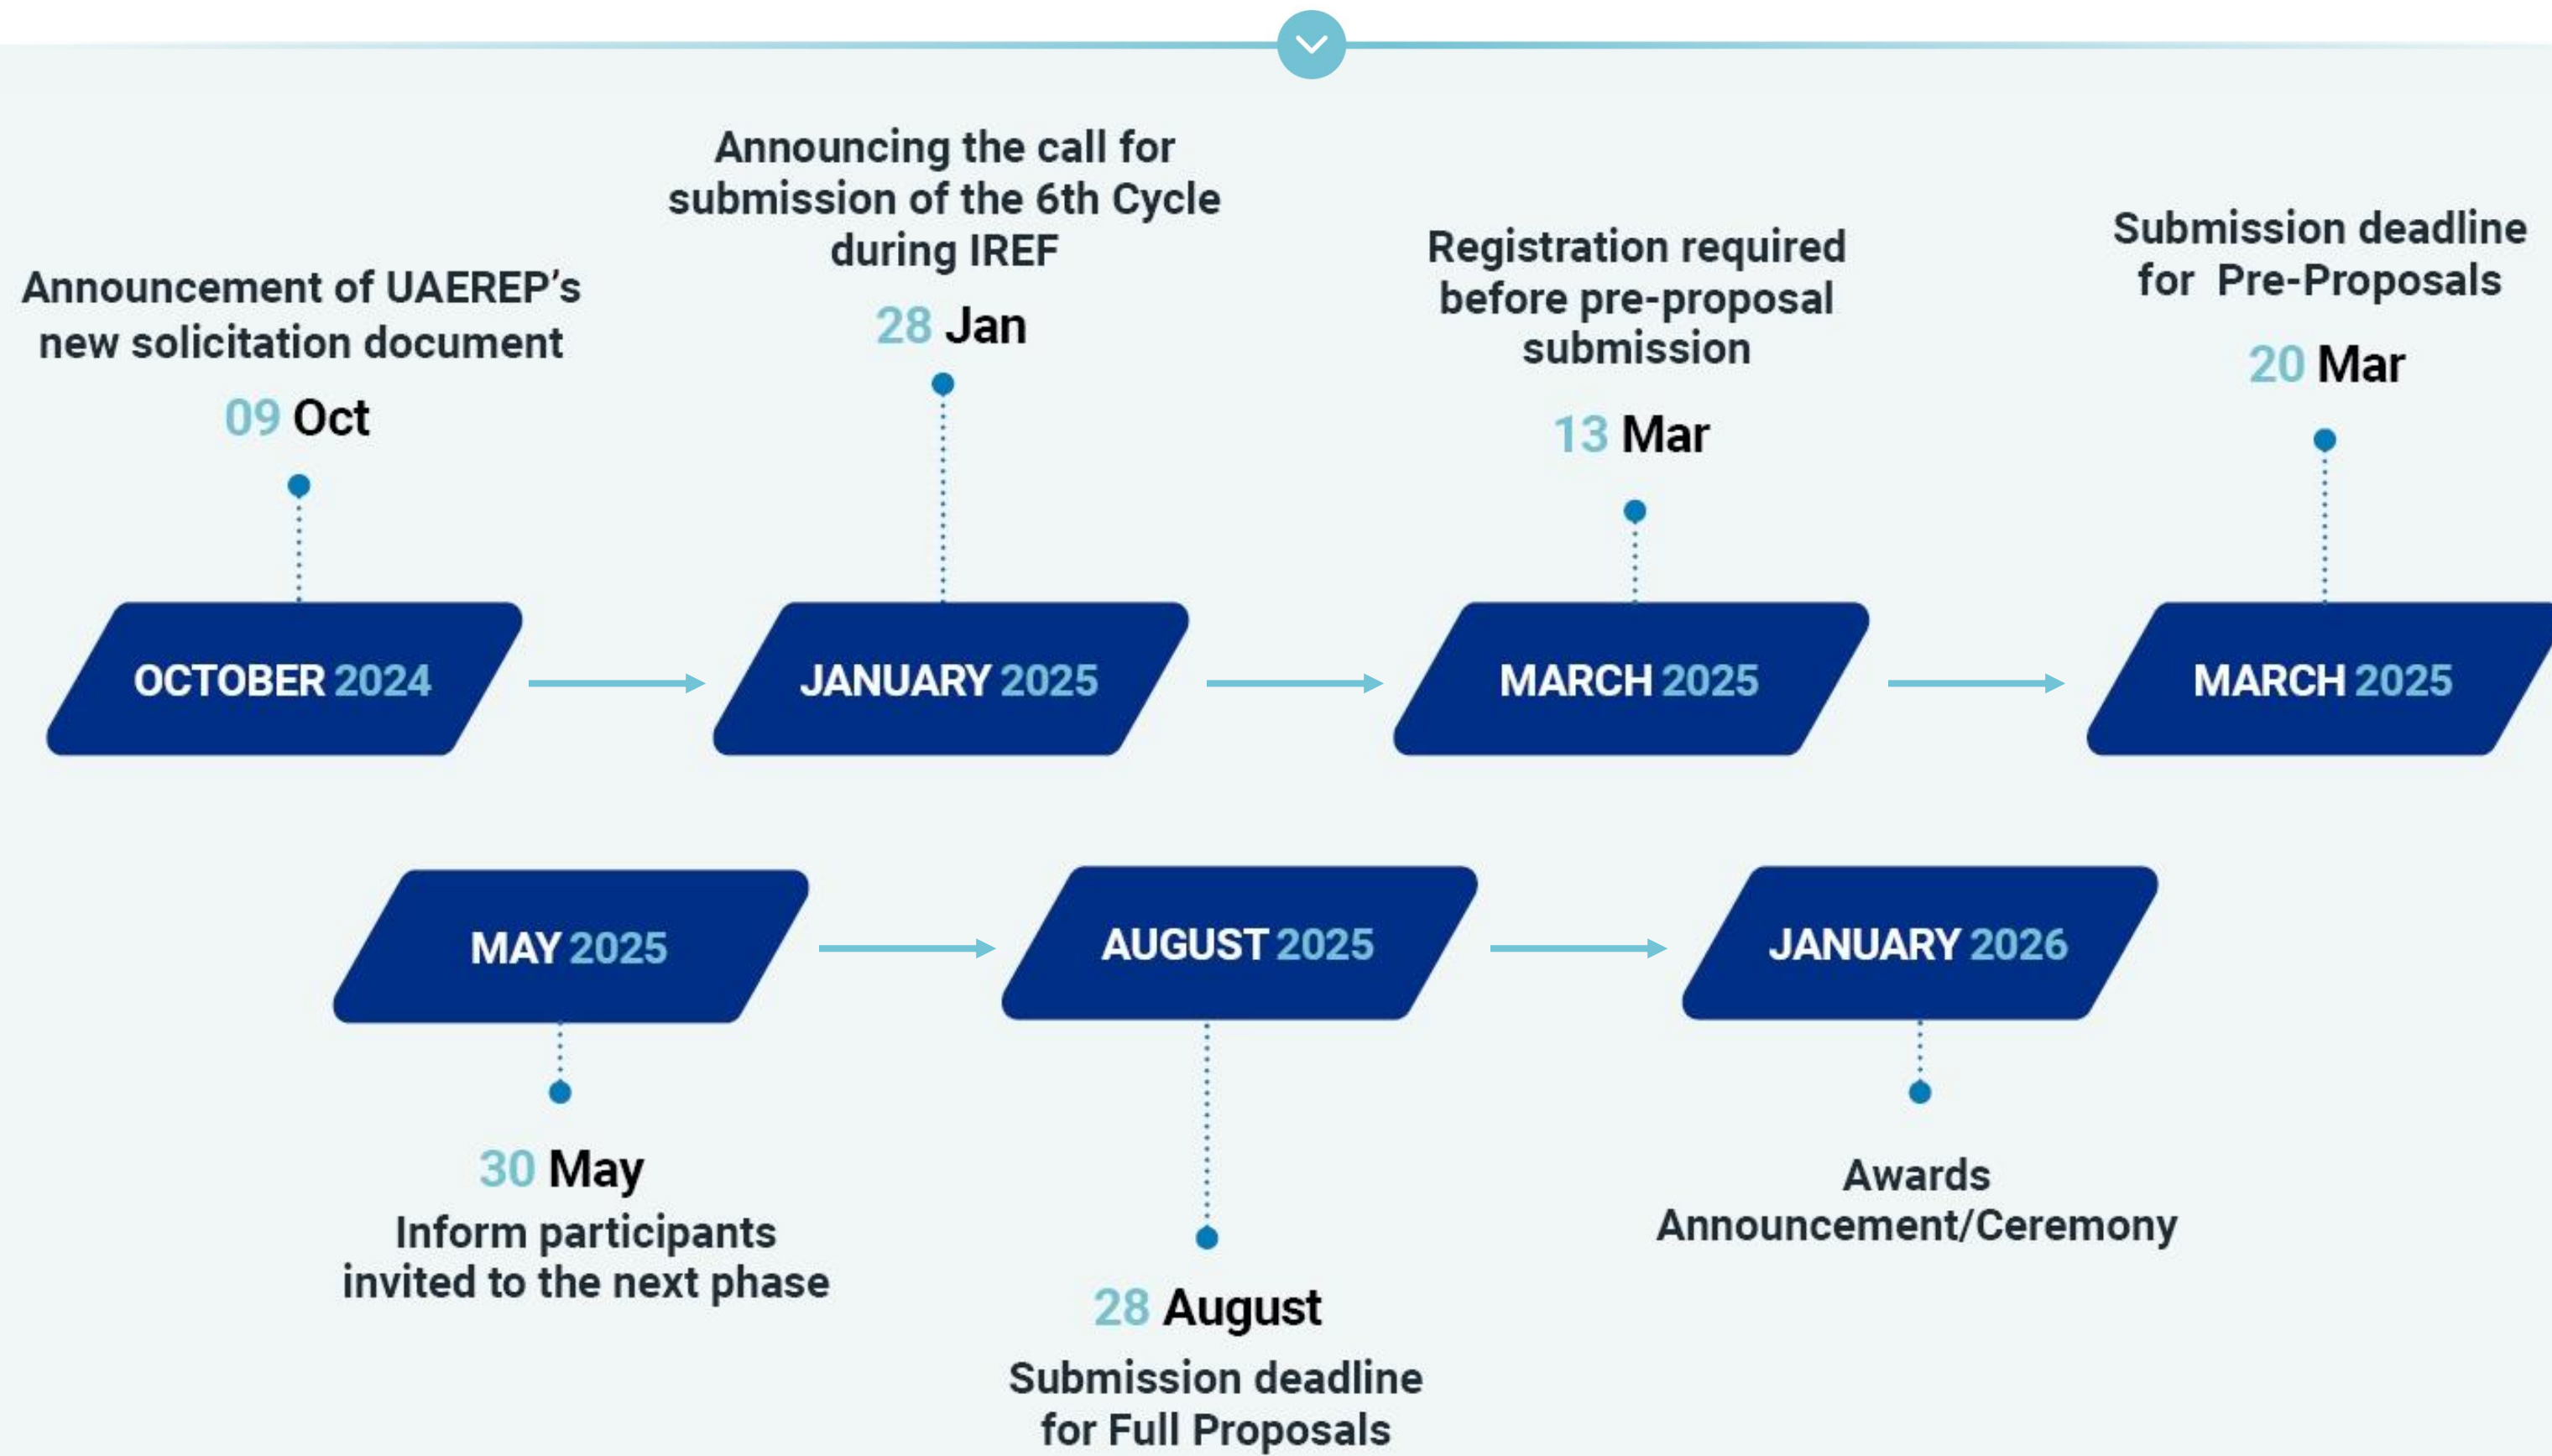 Announcement of UAEREP’s
new solicitation document
09 Oct
OCTOBER 2024
Announcing the call for
submission of the 6th Cycle
during IREF
28 Jan
JANUARY 2025
Registration required
before pre-proposal
submission
13 Mar
MARCH 2025
Submission deadline
for Pre-Proposals
20 Mar
MARCH 2025
MAY 2025
30 May
Inform participants
invited to the next phase
AUGUST 2025
28 August
Submission deadline
for Full Proposals
JANUARY 2026
Awards
Announcement/Ceremony